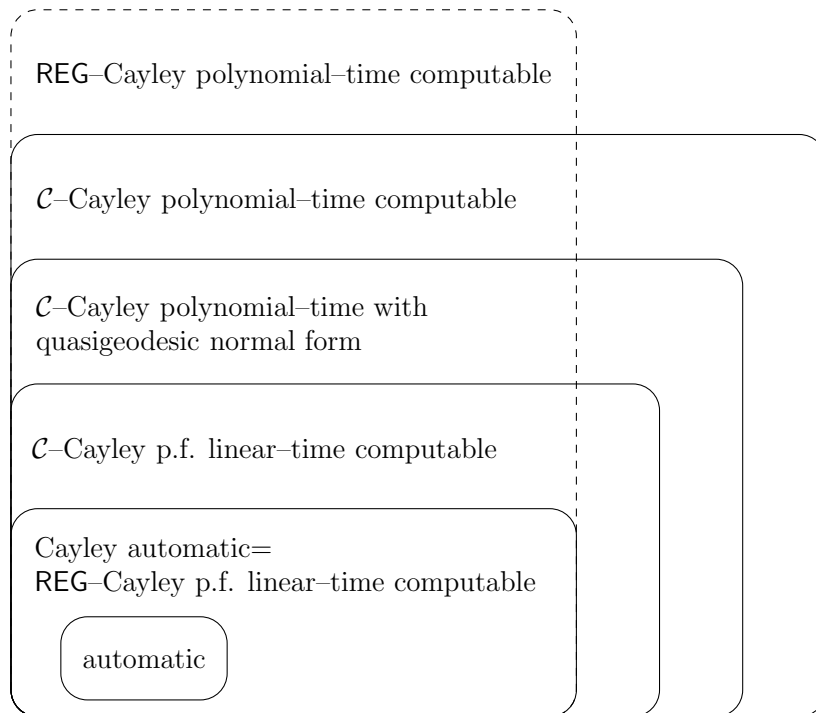 REG–Cayley polynomial–time computable
𝒞–Cayley polynomial–time computable
𝒞–Cayley polynomial–time with
quasigeodesic normal form
𝒞–Cayley p.f. linear–time computable
Cayley automatic=
REG–Cayley p.f. linear–time computable
automatic